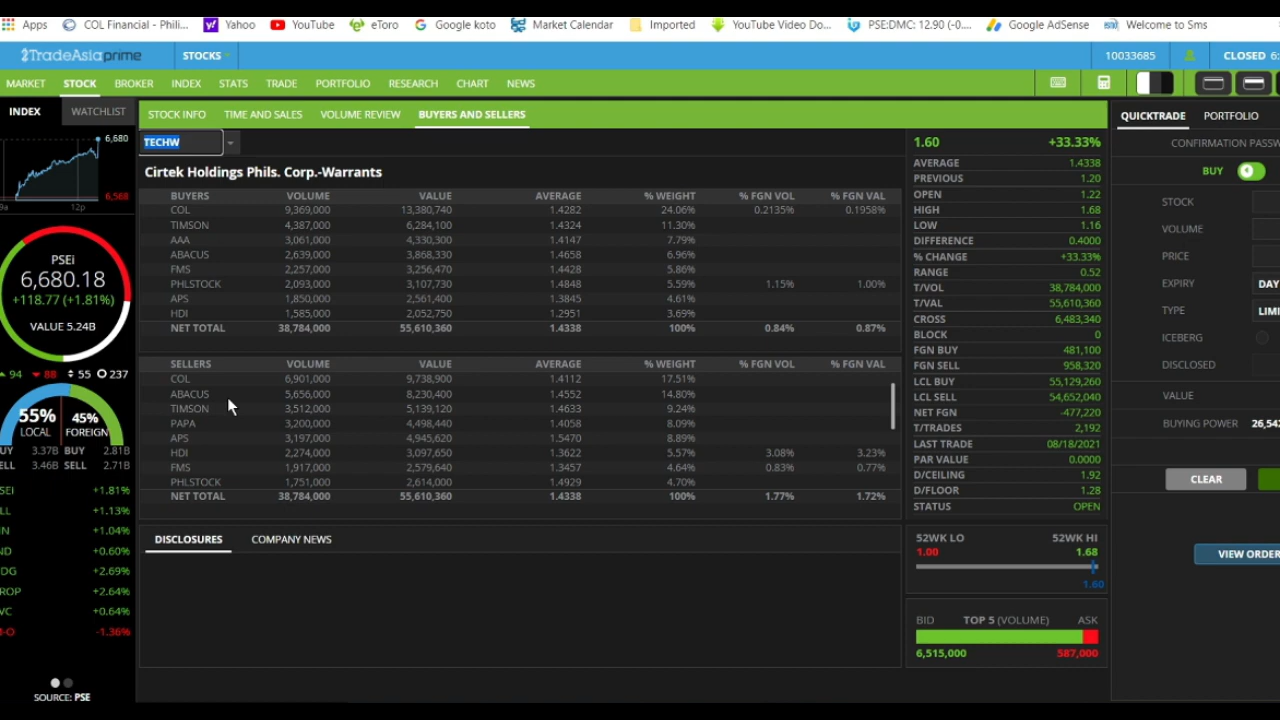 Apps COL Financial - Phili... Yahoo YouTube eToro Google koto Market Calendar Imported YouTube Video Do... PSE:DMC: 12.90 (-0.... Google AdSense Welcome to Sms
TradeAsiaprime STOCKS 10033685 CLOSED 6:
MARKET STOCK BROKER INDEX STATS TRADE PORTFOLIO RESEARCH CHART NEWS
INDEX WATCHLIST
6,680
6,568
9a 12p
PSEi
6,680.18
+118.77 (+1.81%)
VALUE 5.24B
94 88 55 237
55% LOCAL 45% FOREIGN
UY 3.37B BUY 2.81B
ELL 3.46B SELL 2.71B
SEI +1.81%
LL +1.13%
IN +1.04%
ND +0.60%
DG +2.69%
ROP +2.64%
VC +0.64%
M-O -1.36%
SOURCE: PSE
STOCK INFO TIME AND SALES VOLUME REVIEW BUYERS AND SELLERS
TECHW
Cirtek Holdings Phils. Corp.-Warrants
BUYERS VOLUME VALUE AVERAGE % WEIGHT % FGN VOL % FGN VAL
COL 9,369,000 13,380,740 1.4282 24.06% 0.2135% 0.1958%
TIMSON 4,387,000 6,284,100 1.4324 11.30%
AAA 3,061,000 4,330,300 1.4147 7.79%
ABACUS 2,639,000 3,868,330 1.4658 6.96%
FMS 2,257,000 3,256,470 1.4428 5.86%
PHLSTOCK 2,093,000 3,107,730 1.4848 5.59% 1.15% 1.00%
APS 1,850,000 2,561,400 1.3845 4.61%
HDI 1,585,000 2,052,750 1.2951 3.69%
NET TOTAL 38,784,000 55,610,360 1.4338 100% 0.84% 0.87%
SELLERS VOLUME VALUE AVERAGE % WEIGHT % FGN VOL % FGN VAL
COL 6,901,000 9,738,900 1.4112 17.51%
ABACUS 5,656,000 8,230,400 1.4552 14.80%
TIMSON 3,512,000 5,139,120 1.4633 9.24%
PAPA 3,200,000 4,498,440 1.4058 8.09%
APS 3,197,000 4,945,620 1.5470 8.89%
HDI 2,274,000 3,097,650 1.3622 5.57% 3.08% 3.23%
FMS 1,917,000 2,579,640 1.3457 4.64% 0.83% 0.77%
PHLSTOCK 1,751,000 2,614,000 1.4929 4.70%
NET TOTAL 38,784,000 55,610,360 1.4338 100% 1.77% 1.72%
DISCLOSURES COMPANY NEWS
1.60 +33.33%
AVERAGE 1.4338
PREVIOUS 1.20
OPEN 1.22
HIGH 1.68
LOW 1.16
DIFFERENCE 0.4000
% CHANGE +33.33%
RANGE 0.52
T/VOL 38,784,000
T/VAL 55,610,360
CROSS 6,483,340
BLOCK 0
FGN BUY 481,100
FGN SELL 958,320
LCL BUY 55,129,260
LCL SELL 54,652,040
NET FGN -477,220
T/TRADES 2,192
LAST TRADE 08/18/2021
PAR VALUE 0.0000
D/CEILING 1.92
D/FLOOR 1.28
STATUS OPEN
52WK LO 52WK HI
1.00 1.68
1.60
BID TOP 5 (VOLUME) ASK
6,515,000 587,000
QUICKTRADE PORTFOLIO
CONFIRMATION PASSW
BUY
STOCK
VOLUME
PRICE
EXPIRY DAY
TYPE LIMI
ICEBERG
DISCLOSED
VALUE
BUYING POWER 26,542
CLEAR
VIEW ORDER